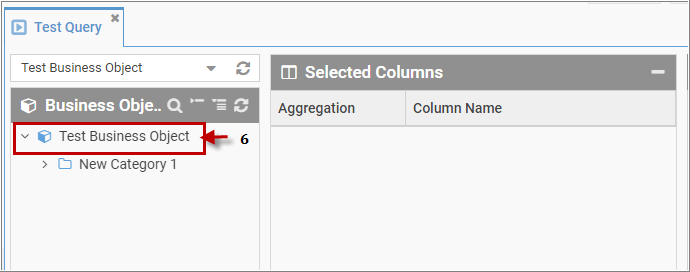 Test Query
Test Business Object
Selected Columns
Business Obje..
Aggregation Column Name
Test Business Object 6
New Category 1